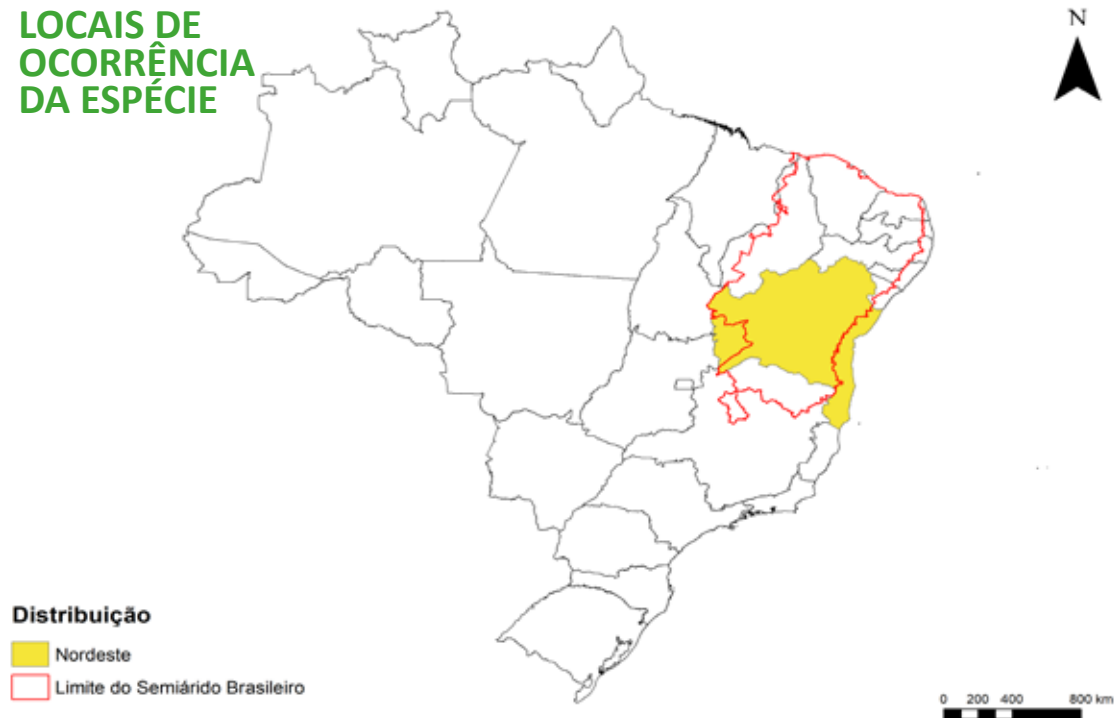 LOCAIS DE
OCORRÊNCIA
DA ESPÉCIE
N
Distribuição
Nordeste
Limite do Semiárido Brasileiro
0 200 400 800 km